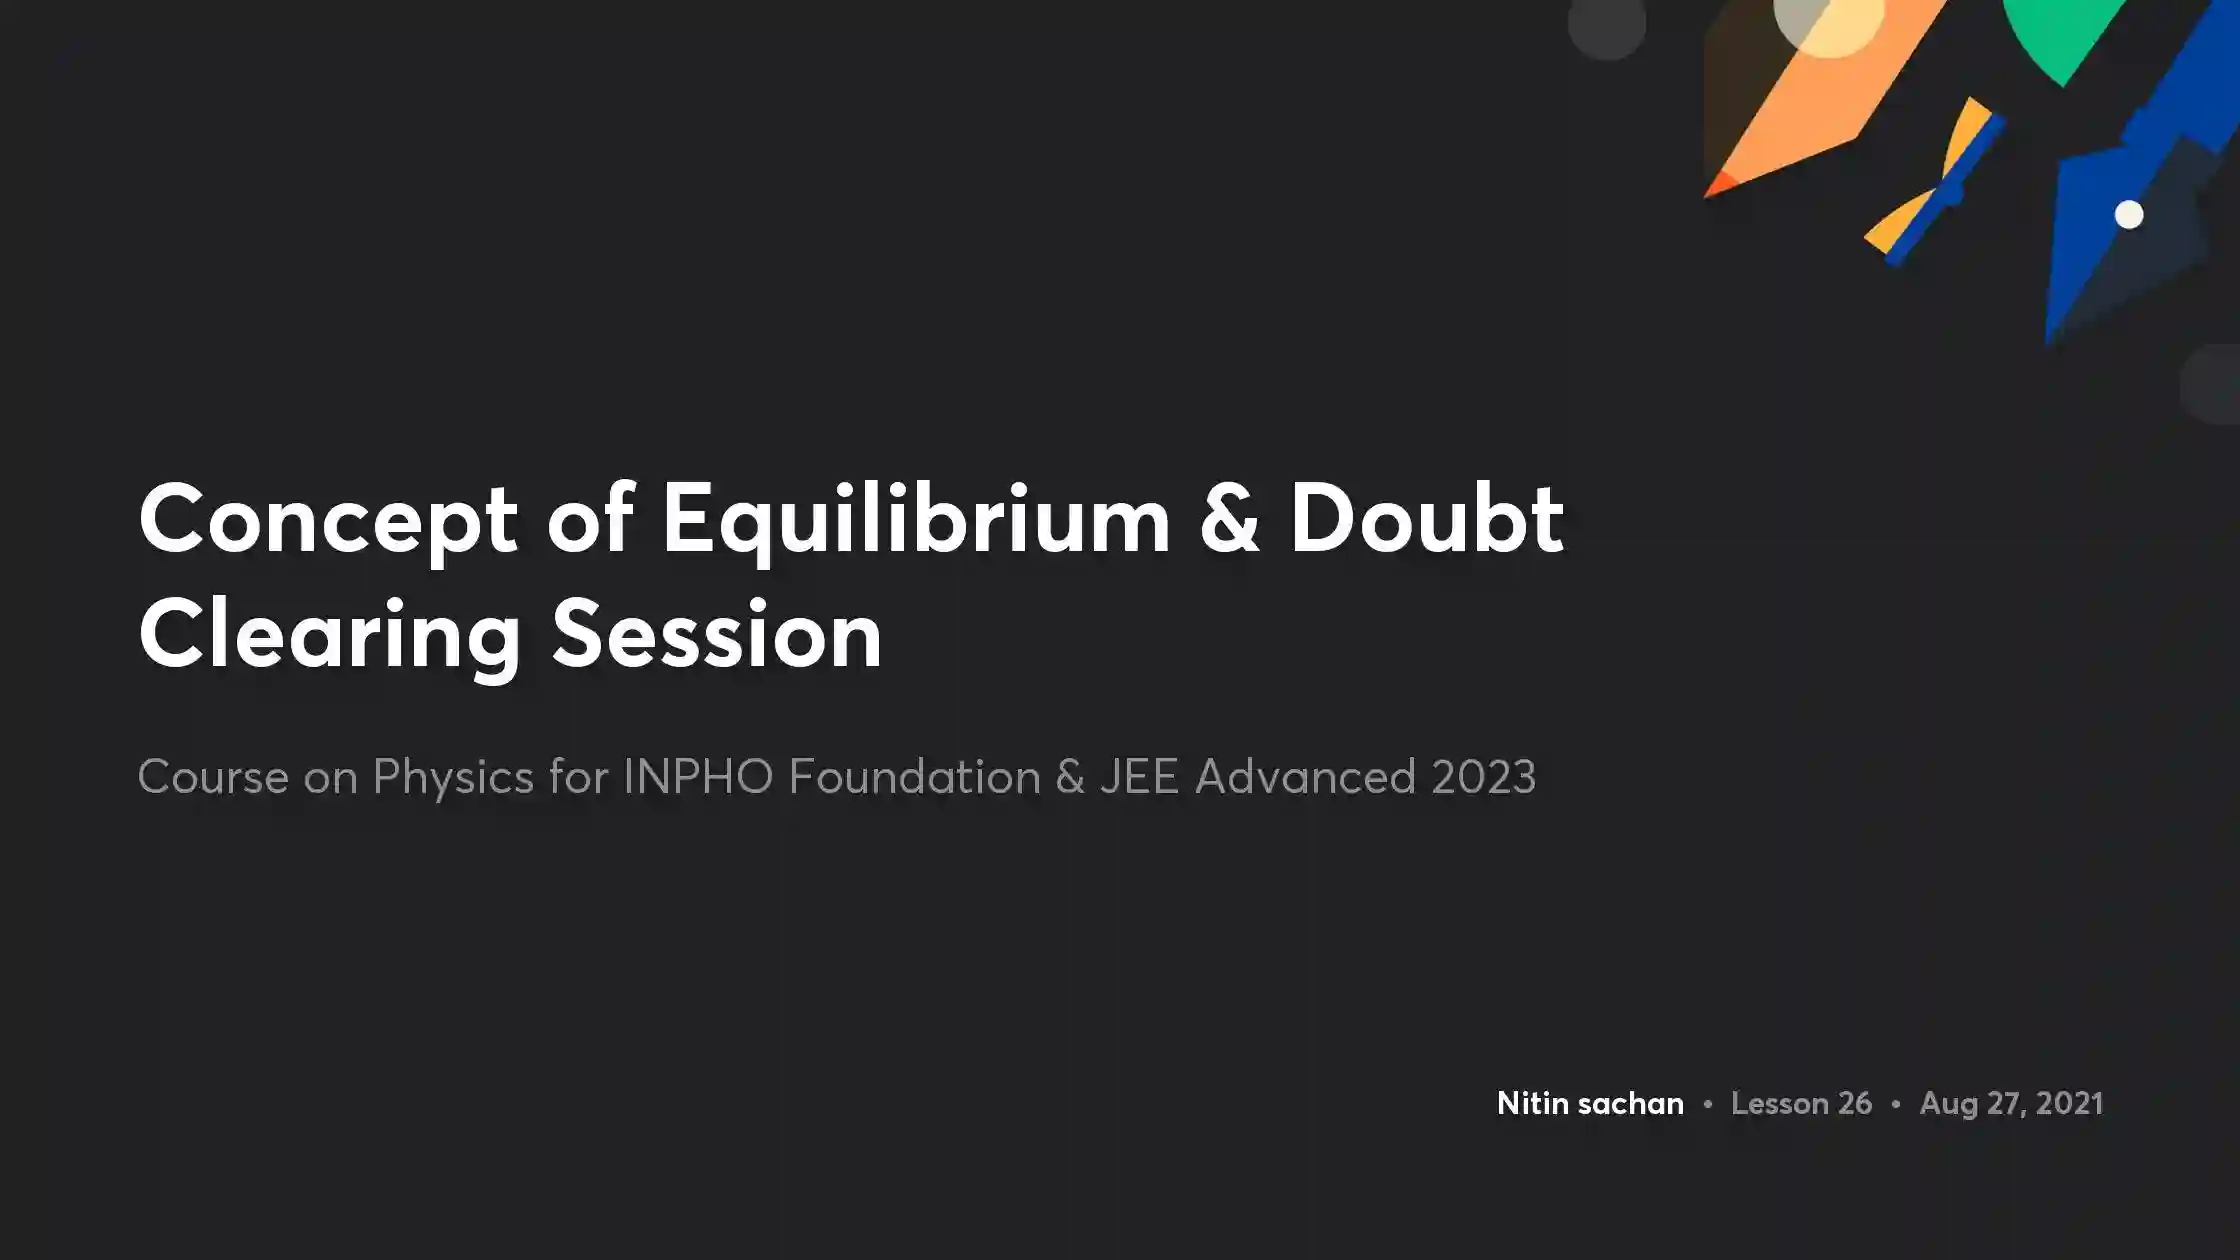 Concept of Equilibrium & Doubt
Clearing Session
Course on Physics for INPHO Foundation & JEE Advanced 2023
Nitin sachan • Lesson 26 • Aug 27, 2021